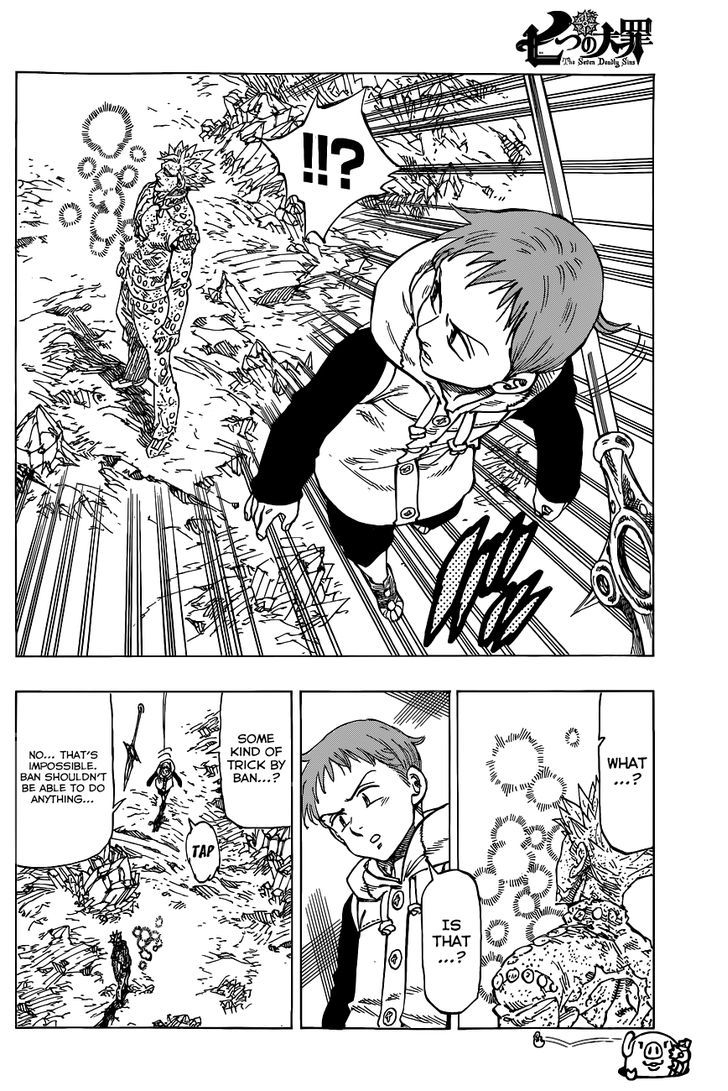 七つの大罪
The Seven Deadly Sins
!!?
WHAT
...?
IS
THAT
...?
SOME
KIND OF
TRICK BY
BAN...?
TAP
NO... THAT'S
IMPOSSIBLE.
BAN SHOULDN'T
BE ABLE TO DO
ANYTHING...